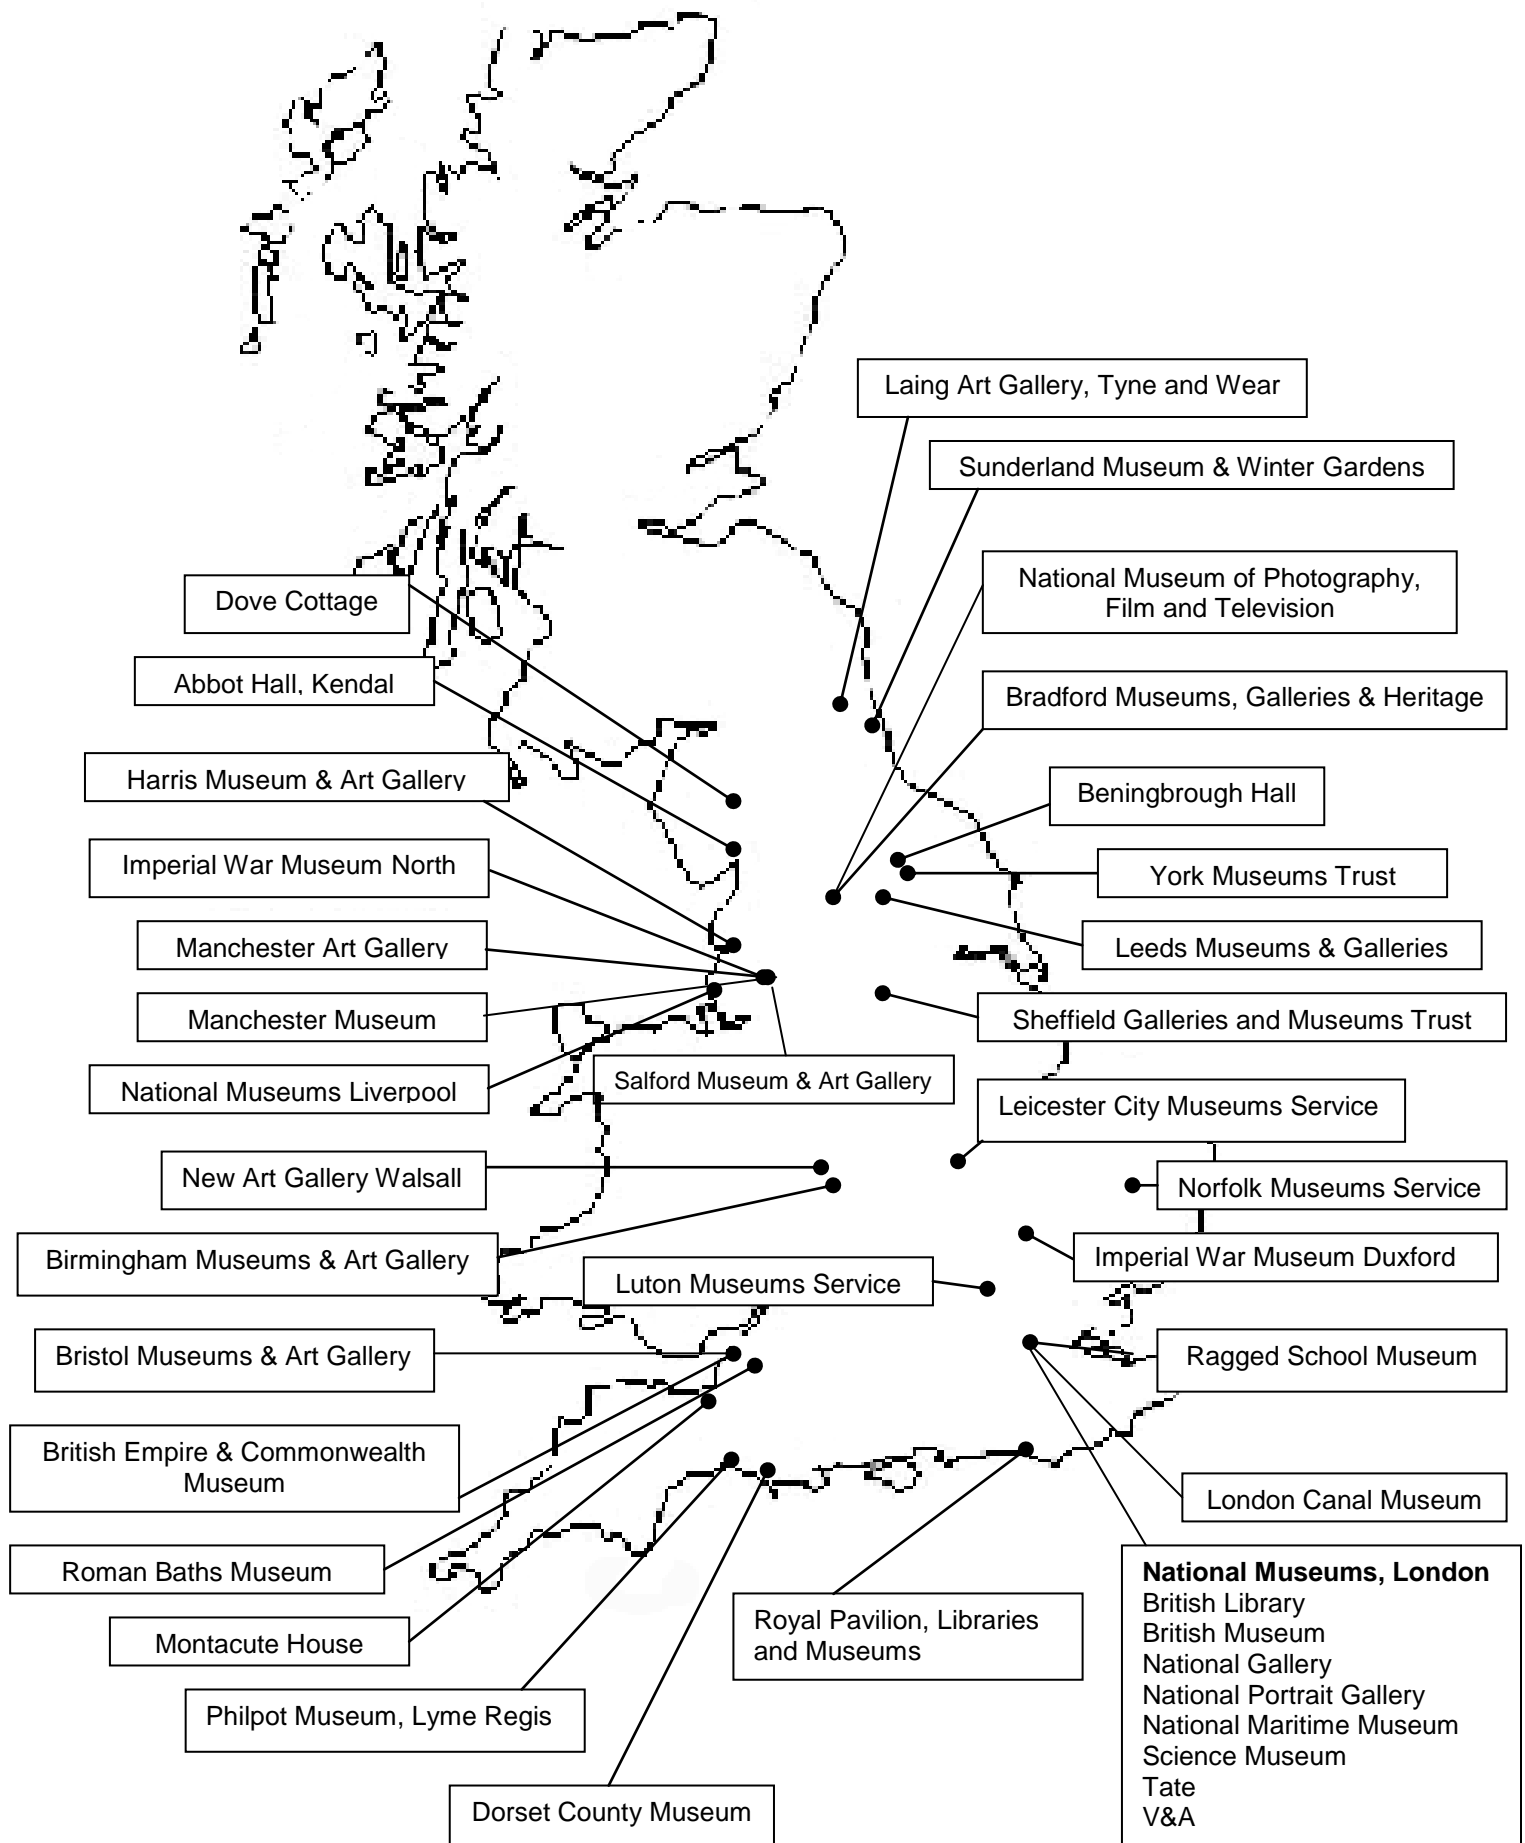 Laing Art Gallery, Tyne and Wear
Sunderland Museum & Winter Gardens
National Museum of Photography,
Film and Television
Dove Cottage
Abbot Hall, Kendal
Bradford Museums, Galleries & Heritage
Harris Museum & Art Gallery
Beningbrough Hall
Imperial War Museum North
York Museums Trust
Manchester Art Gallery
Leeds Museums & Galleries
Manchester Museum
Sheffield Galleries and Museums Trust
National Museums Liverpool
Salford Museum & Art Gallery
Leicester City Museums Service
New Art Gallery Walsall
Norfolk Museums Service
Birmingham Museums & Art Gallery
Imperial War Museum Duxford
Luton Museums Service
Bristol Museums & Art Gallery
Ragged School Museum
British Empire & Commonwealth
Museum
London Canal Museum
Roman Baths Museum
Montacute House
Royal Pavilion, Libraries
and Museums
Philpot Museum, Lyme Regis
Dorset County Museum
National Museums, London
British Library
British Museum
National Gallery
National Portrait Gallery
National Maritime Museum
Science Museum
Tate
V&A